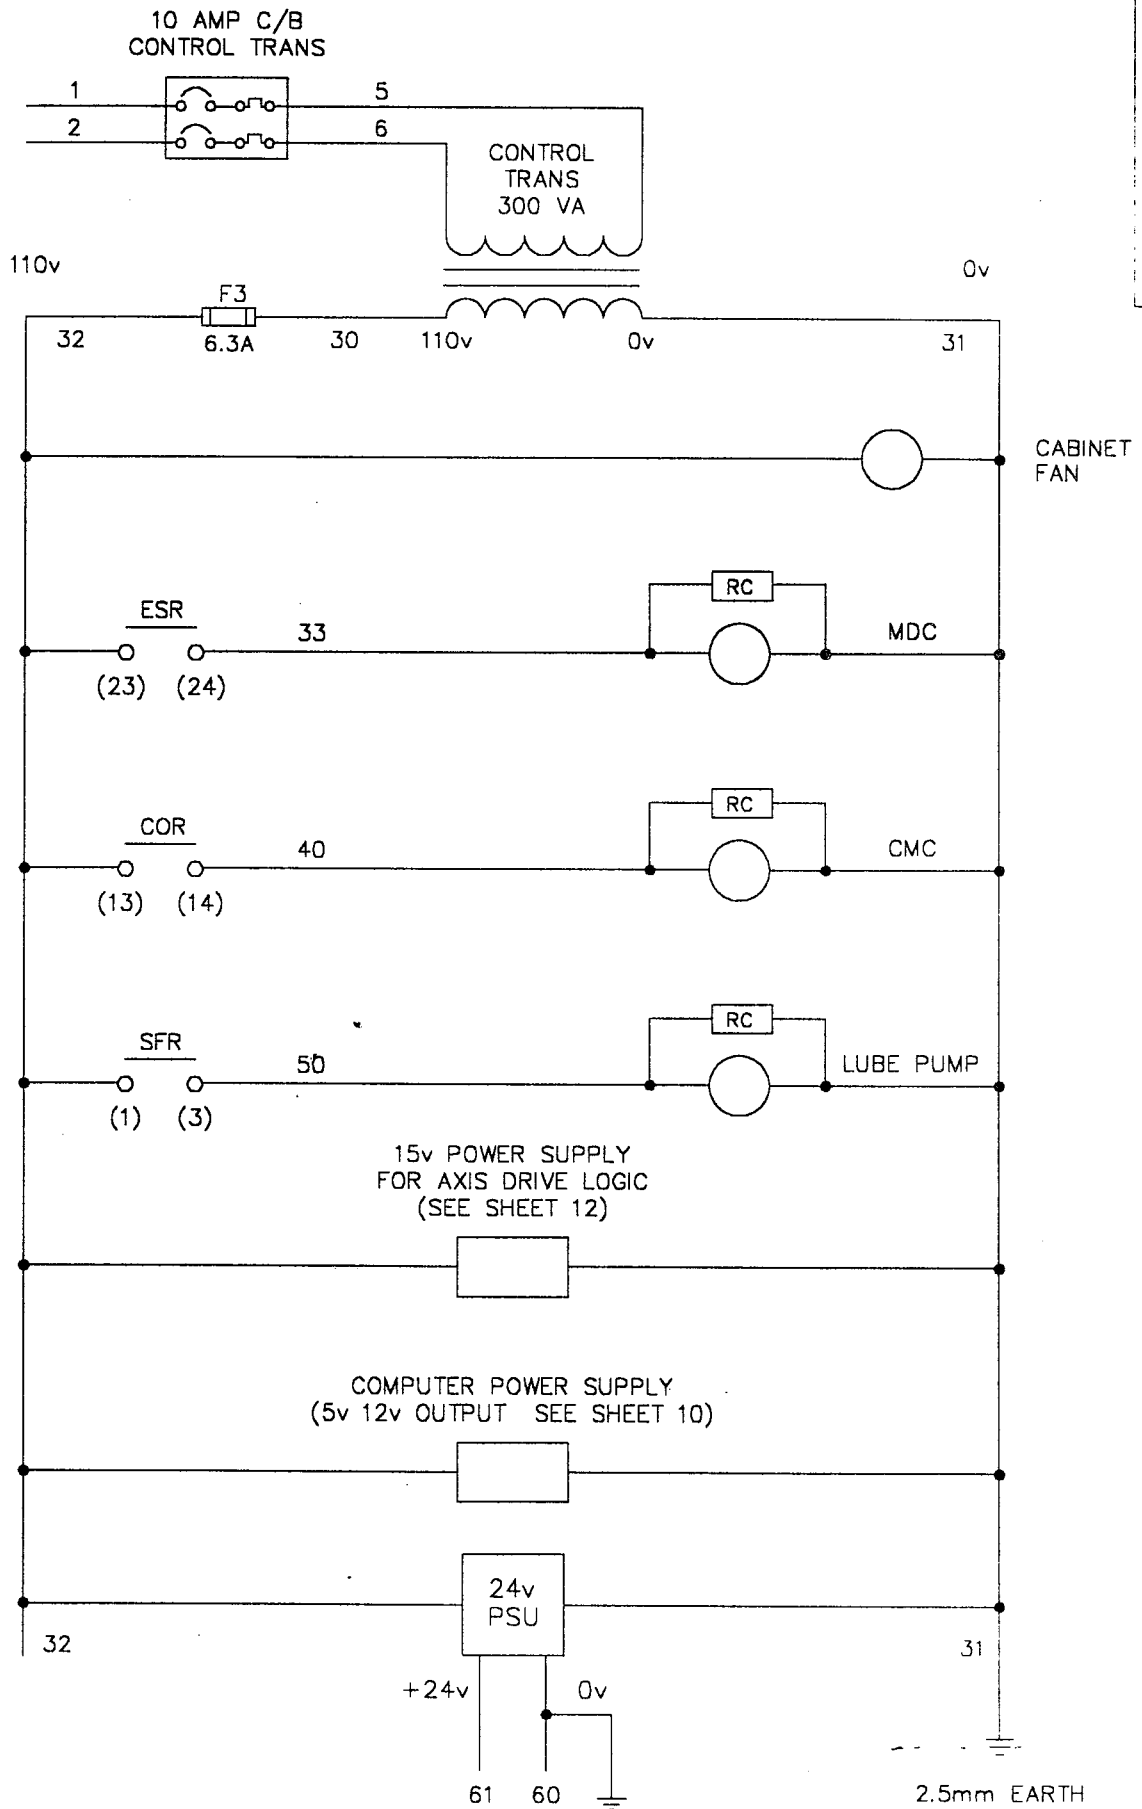 10 AMP C/B
CONTROL TRANS
1
5
2
6
CONTROL
TRANS
300 VA
110v
0v
F3
32
6.3A
30
110v
0v
31
CABINET
FAN
RC
ESR
33
MDC
(23) (24)
RC
COR
40
CMC
(13) (14)
RC
SFR
50
LUBE PUMP
(1) (3)
15v POWER SUPPLY
FOR AXIS DRIVE LOGIC
(SEE SHEET 12)
COMPUTER POWER SUPPLY
(5v 12v OUTPUT SEE SHEET 10)
24v
PSU
32
31
+24v
0v
61
60
2.5mm EARTH